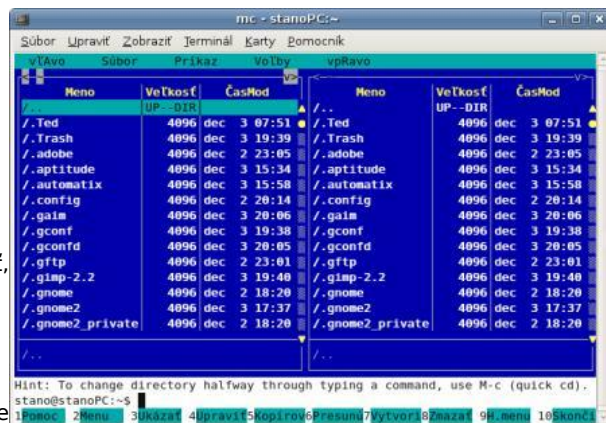 mc - stanoPC:~
Súbor Upraviť Zobraziť Terminál Karty Pomocník
vľAvo Súbor Príkaz Voľby vpRavo
<- v> <- v>
Meno Veľkosť ČasMod Meno Veľkosť ČasMod
/.. UP--DIR /.. UP--DIR
/.Ted 4096 dec 3 07:51 /.Ted 4096 dec 3 07:51
/.Trash 4096 dec 3 19:39 /.Trash 4096 dec 3 19:39
/.adobe 4096 dec 2 23:05 /.adobe 4096 dec 2 23:05
/.aptitude 4096 dec 3 15:34 /.aptitude 4096 dec 3 15:34
/.automatix 4096 dec 3 15:58 /.automatix 4096 dec 3 15:58
/.config 4096 dec 2 20:14 /.config 4096 dec 2 20:14
/.gaim 4096 dec 3 20:06 /.gaim 4096 dec 3 20:06
/.gconf 4096 dec 3 19:38 /.gconf 4096 dec 3 19:38
/.gconfd 4096 dec 3 20:05 /.gconfd 4096 dec 3 20:05
/.gftp 4096 dec 2 23:01 /.gftp 4096 dec 2 23:01
/.gimp-2.2 4096 dec 3 19:40 /.gimp-2.2 4096 dec 3 19:40
/.gnome 4096 dec 2 18:20 /.gnome 4096 dec 2 18:20
/.gnome2 4096 dec 3 17:37 /.gnome2 4096 dec 3 17:37
/.gnome2_private 4096 dec 2 18:20 /.gnome2_private 4096 dec 2 18:20
/.. /..
Hint: To change directory halfway through typing a command, use M-c (quick cd).
stano@stanoPC:~$
1Pomoc 2Menu 3Ukázať 4Upraviť 5Kopírov 6Presunú 7Vytvori 8Zmazať 9H.menu 10Skonči